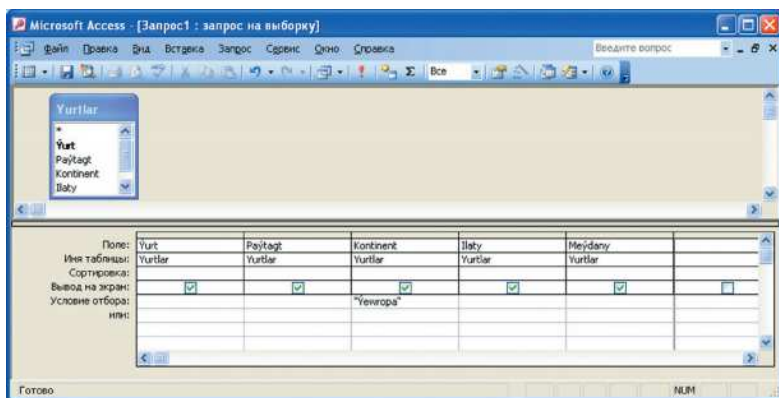 Microsoft Access - [Запрос1 : запрос на выборку]
Файл Правка Вид Вставка Запрос Сервис Окно Справка Введите вопрос
Все
Yurtlar
*
Ýurt
Paýtagt
Kontinent
Ilaty
Поле: Ýurt Paýtagt Kontinent Ilaty Meýdany
Имя таблицы: Yurtlar Yurtlar Yurtlar Yurtlar Yurtlar
Сортировка:
Вывод на экран:
Условие отбора: "Ýewropa"
или:
Готово NUM